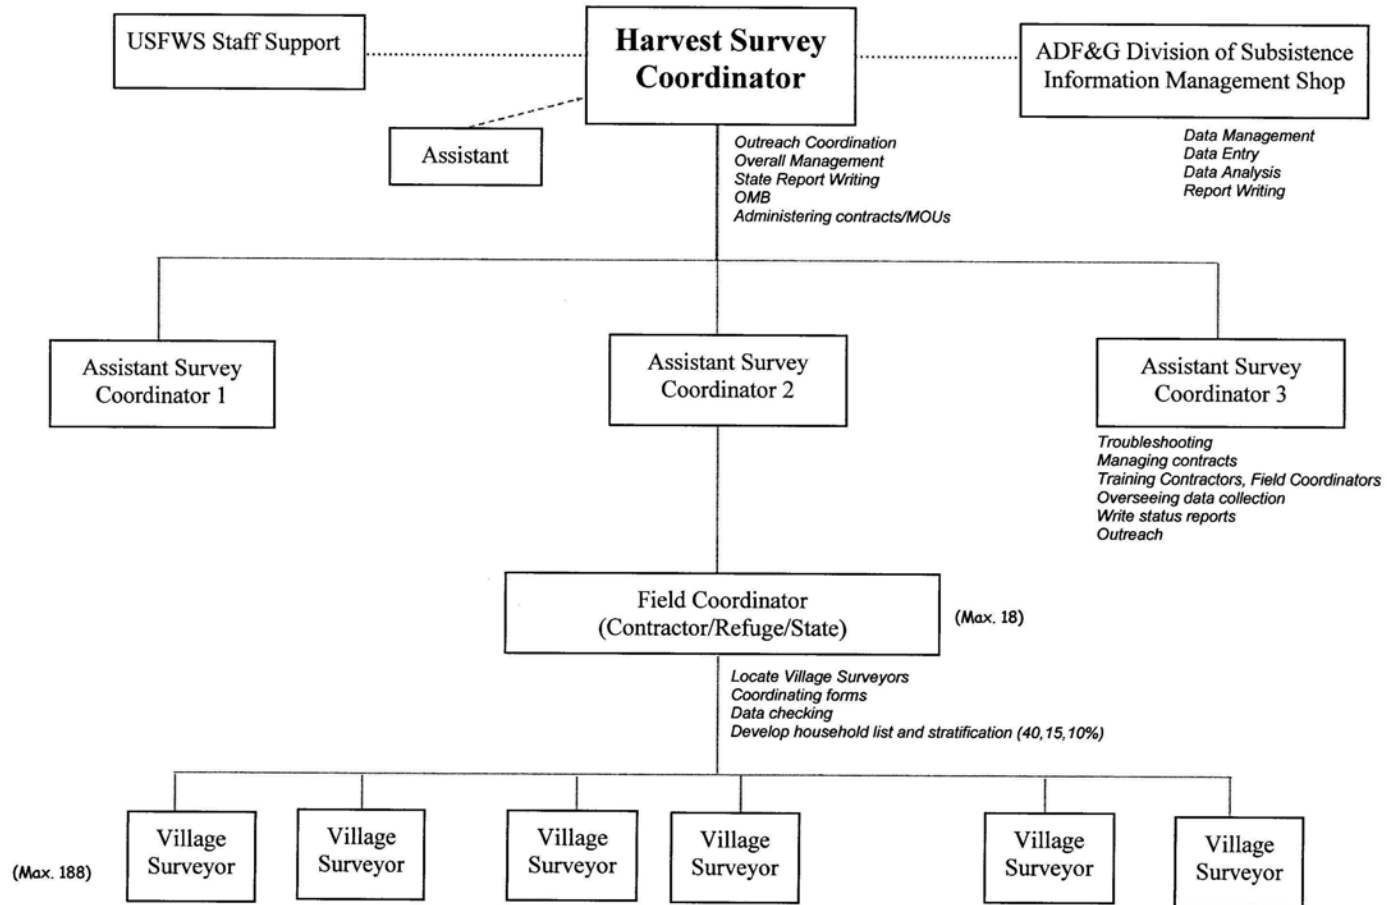 USFWS Staff Support
Harvest Survey
Coordinator
ADF&G Division of Subsistence
Information Management Shop
Assistant
Outreach Coordination
Overall Management
State Report Writing
OMB
Administering contracts/MOUs
Data Management
Data Entry
Data Analysis
Report Writing
Assistant Survey
Coordinator 1
Assistant Survey
Coordinator 2
Assistant Survey
Coordinator 3
Troubleshooting
Managing contracts
Training Contractors, Field Coordinators
Overseeing data collection
Write status reports
Outreach
Field Coordinator
(Contractor/Refuge/State)
(Max. 18)
Locate Village Surveyors
Coordinating forms
Data checking
Develop household list and stratification (40,15,10%)
Village
Surveyor
Village
Surveyor
Village
Surveyor
Village
Surveyor
Village
Surveyor
Village
Surveyor
(Max. 188)